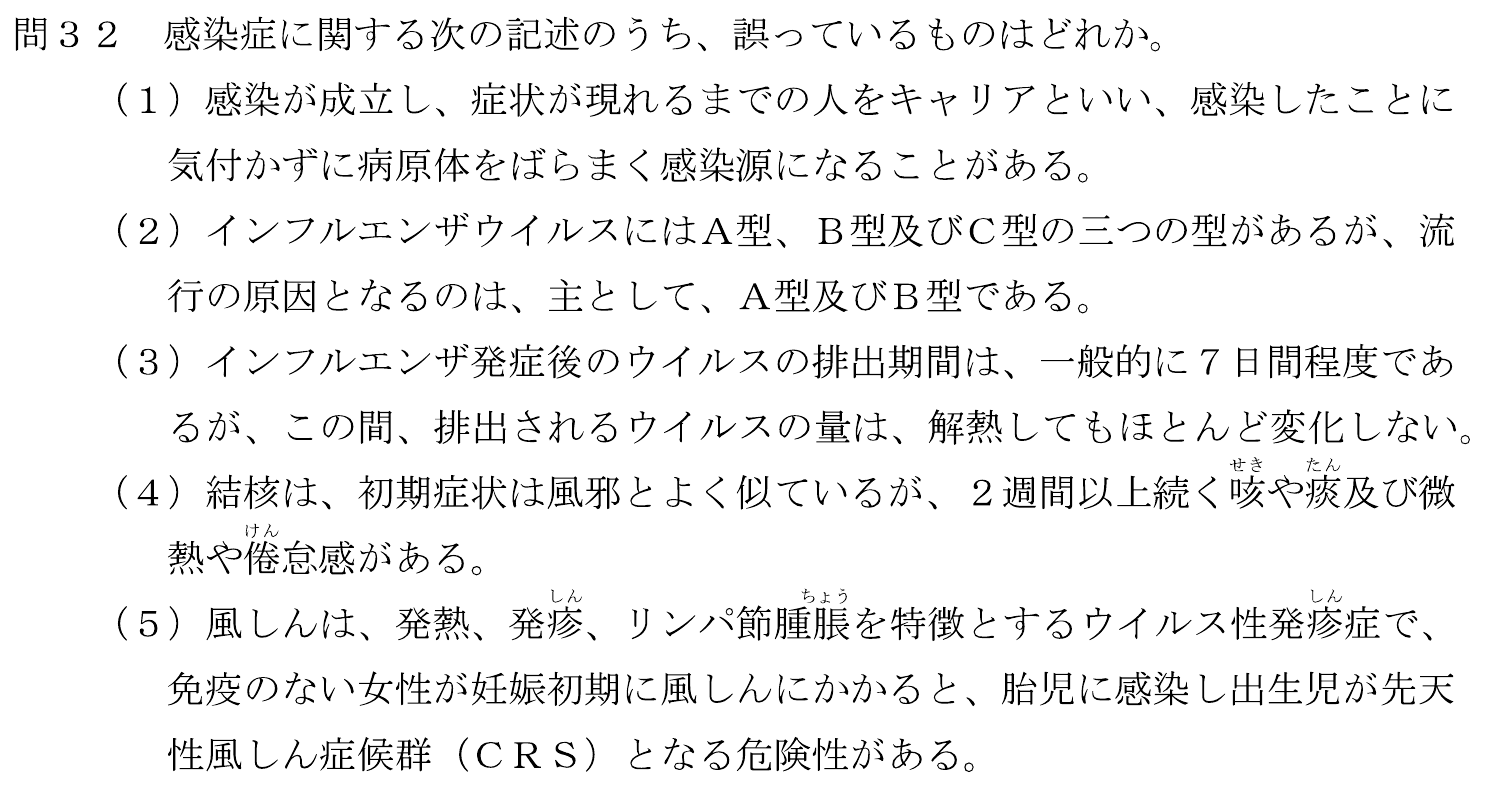 問３２　感染症に関する次の記述のうち、誤っているものはどれか。
（１）感染が成立し、症状が現れるまでの人をキャリアといい、感染したことに
気付かずに病原体をばらまく感染源になることがある。
（２）インフルエンザウイルスにはＡ型、Ｂ型及びＣ型の三つの型があるが、流
行の原因となるのは、主として、Ａ型及びＢ型である。
（３）インフルエンザ発症後のウイルスの排出期間は、一般的に７日間程度であ
るが、この間、排出されるウイルスの量は、解熱してもほとんど変化しない。
せき　たん
（４）結核は、初期症状は風邪とよく似ているが、２週間以上続く咳や痰及び微
けん
熱や倦怠感がある。
しん　ちょう　しん
（５）風しんは、発熱、発疹、リンパ節腫脹を特徴とするウイルス性発疹症で、
免疫のない女性が妊娠初期に風しんにかかると、胎児に感染し出生児が先天
性風しん症候群（ＣＲＳ）となる危険性がある。